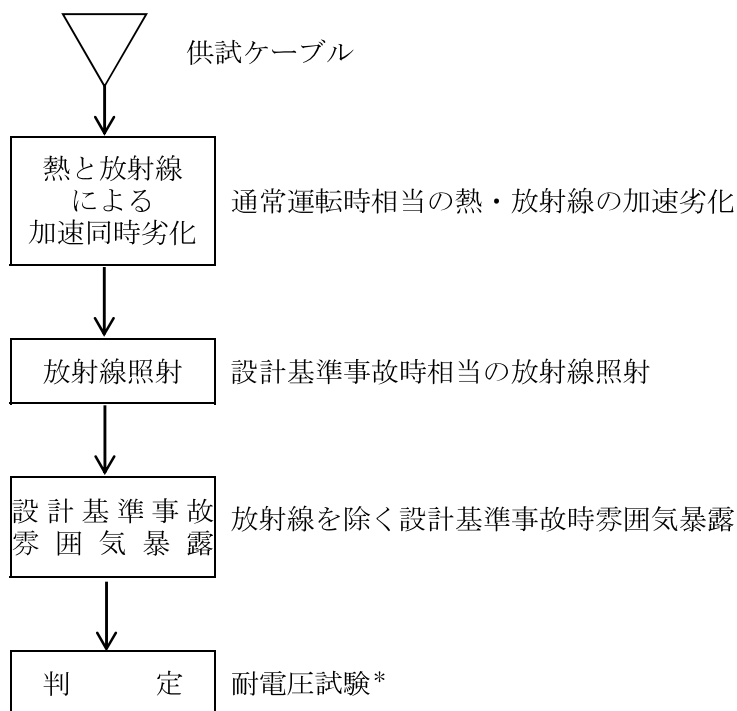 供試ケーブル
熱と放射線
による
加速同時劣化
通常運転時相当の熱・放射線の加速劣化
放射線照射
設計基準事故時相当の放射線照射
設計基準事故
雰囲気暴露
放射線を除く設計基準事故時雰囲気暴露
判 定
耐電圧試験*